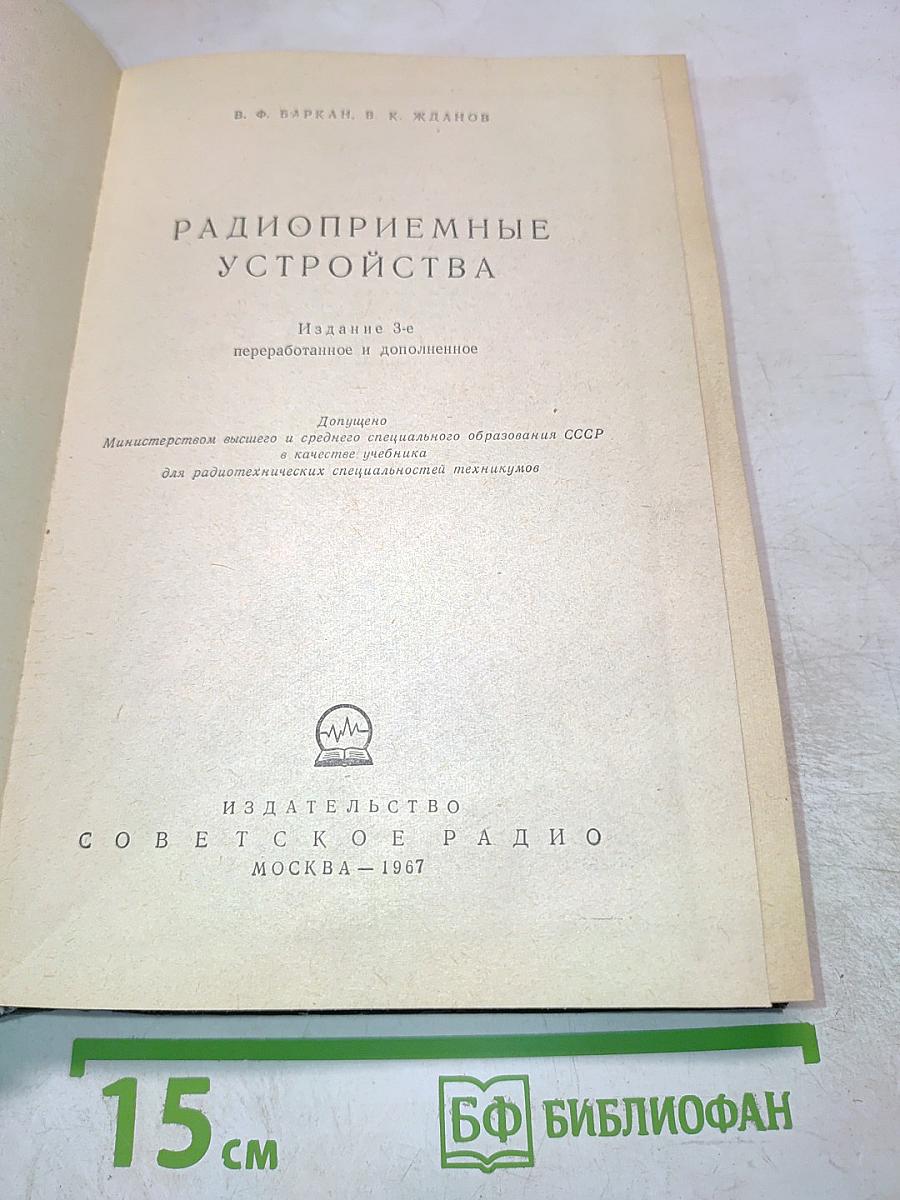 В. Ф. БАРКАН, В. К. ЖДАНОВ
РАДИОПРИЕМНЫЕ
УСТРОЙСТВА
Издание 3-е
переработанное и дополненное
Допущено
Министерством высшего и среднего специального образования СССР
в качестве учебника
для радиотехнических специальностей техникумов
ИЗДАТЕЛЬСТВО
СОВЕТСКОЕ РАДИО
МОСКВА — 1967
15 см
БФ БИБЛИОФАН